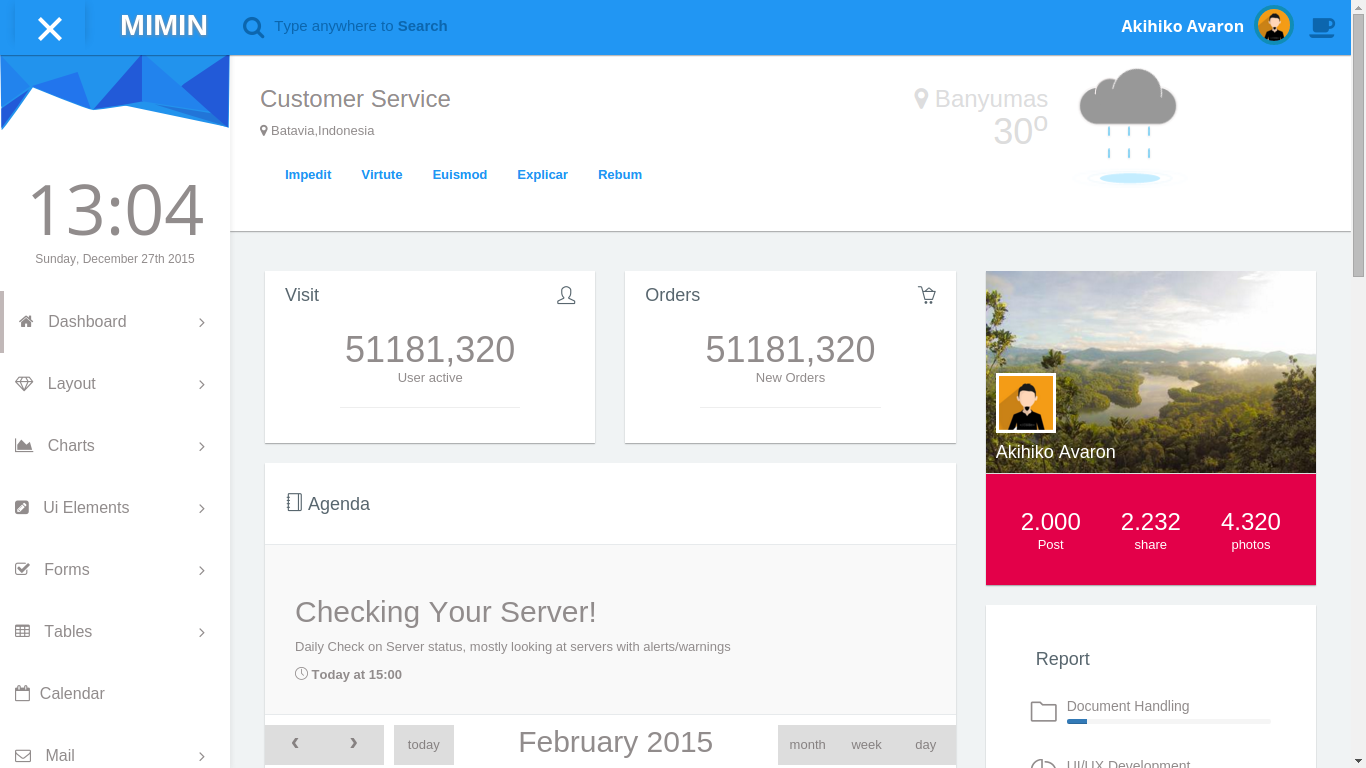 MIMIN
Type anywhere to Search
Akihiko Avaron
13:04
Sunday, December 27th 2015
Dashboard
Layout
Charts
Ui Elements
Forms
Tables
Calendar
Mail
Customer Service
Batavia,Indonesia
Impedit Virtute Euismod Explicar Rebum
Banyumas
30º
Visit
51181,320
User active
Orders
51181,320
New Orders
Agenda
Checking Your Server!
Daily Check on Server status, mostly looking at servers with alerts/warnings
Today at 15:00
today
February 2015
month week day
Akihiko Avaron
2.000 2.232 4.320
Post share photos
Report
Document Handling
UI/UX Development